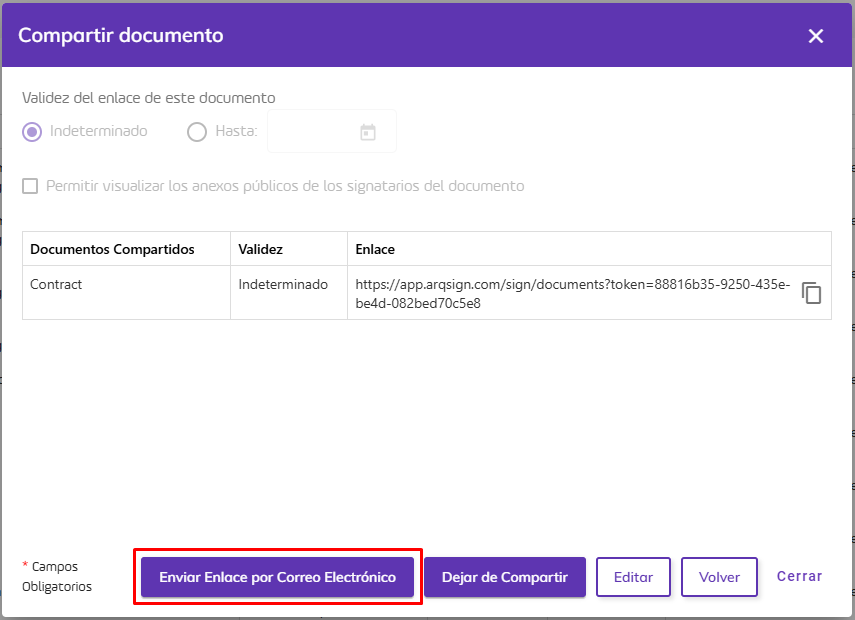 Compartir documento
Validez del enlace de este documento
Indeterminado
Hasta:
Permitir visualizar los anexos públicos de los signatarios del documento
Documentos Compartidos
Validez
Enlace
Contract
Indeterminado
https://app.arqsign.com/sign/documents?token=88816b35-9250-435e-
be4d-082bed70c5e8
* Campos
Obligatorios
Enviar Enlace por Correo Electrónico
Dejar de Compartir
Editar
Volver
Cerrar